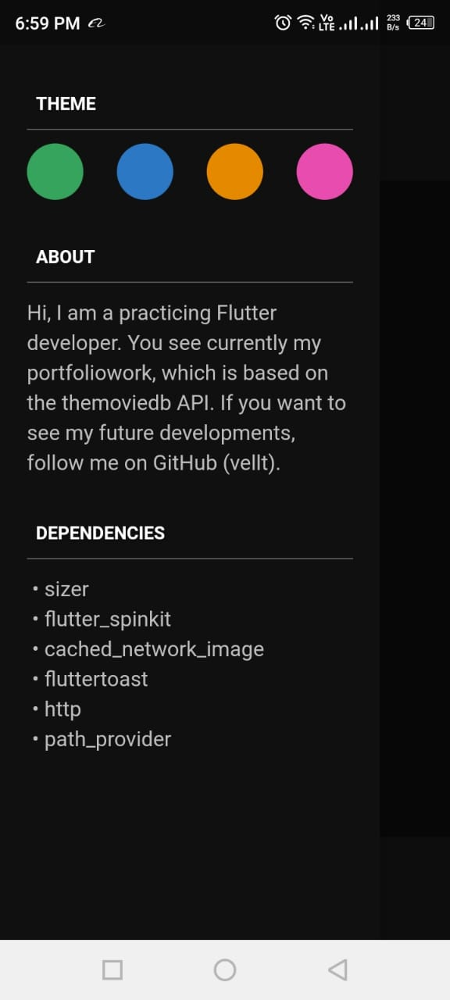 6:59 PM
Vo
LTE
233
B/s
24
THEME
ABOUT
Hi, I am a practicing Flutter
developer. You see currently my
portfoliowork, which is based on
the themoviedb API. If you want to
see my future developments,
follow me on GitHub (vellt).
DEPENDENCIES
• sizer
• flutter_spinkit
• cached_network_image
• fluttertoast
• http
• path_provider